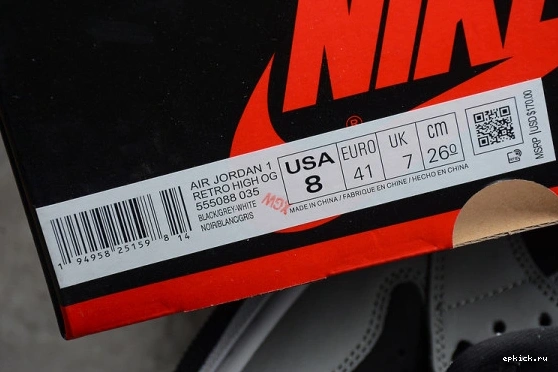 NIKE
®
AIR JORDAN 1
RETRO HIGH OG
555088 035
BLACK/GREY-WHITE
NOIR/BLANC/GRIS
XGW
USA
8
EURO
41
UK
7
cm
26
MADE IN CHINA / FABRIQUE EN CHINE / HECHO EN CHINA
MSRP (USD) $170.00
1 94958 25159 8 14
epkick.ru